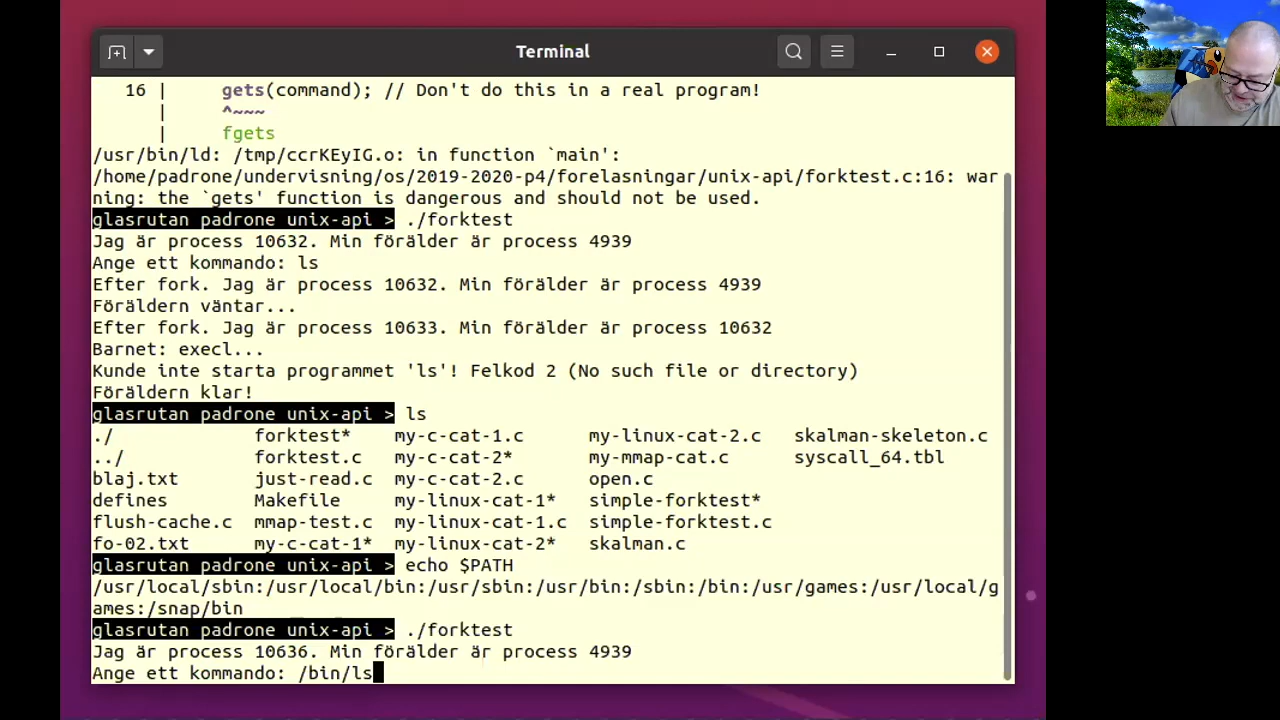 Terminal
16 |     gets(command); // Don't do this in a real program!
|     ^~~~
|     fgets
/usr/bin/ld: /tmp/ccrKEyIG.o: in function `main':
/home/padrone/undervisning/os/2019-2020-p4/forelasningar/unix-api/forktest.c:16: war
ning: the `gets' function is dangerous and should not be used.
glasrutan padrone unix-api > ./forktest
Jag är process 10632. Min förälder är process 4939
Ange ett kommando: ls
Efter fork. Jag är process 10632. Min förälder är process 4939
Föräldern väntar...
Efter fork. Jag är process 10633. Min förälder är process 10632
Barnet: execl...
Kunde inte starta programmet 'ls'! Felkod 2 (No such file or directory)
Föräldern klar!
glasrutan padrone unix-api > ls
./ forktest* my-c-cat-1.c my-linux-cat-2.c skalman-skeleton.c
../ forktest.c my-c-cat-2* my-mmap-cat.c syscall_64.tbl
blaj.txt just-read.c my-c-cat-2.c open.c
defines Makefile my-linux-cat-1* simple-forktest*
flush-cache.c mmap-test.c my-linux-cat-1.c simple-forktest.c
fo-02.txt my-c-cat-1* my-linux-cat-2* skalman.c
glasrutan padrone unix-api > echo $PATH
/usr/local/sbin:/usr/local/bin:/usr/sbin:/usr/bin:/sbin:/bin:/usr/games:/usr/local/g
ames:/snap/bin
glasrutan padrone unix-api > ./forktest
Jag är process 10636. Min förälder är process 4939
Ange ett kommando: /bin/ls